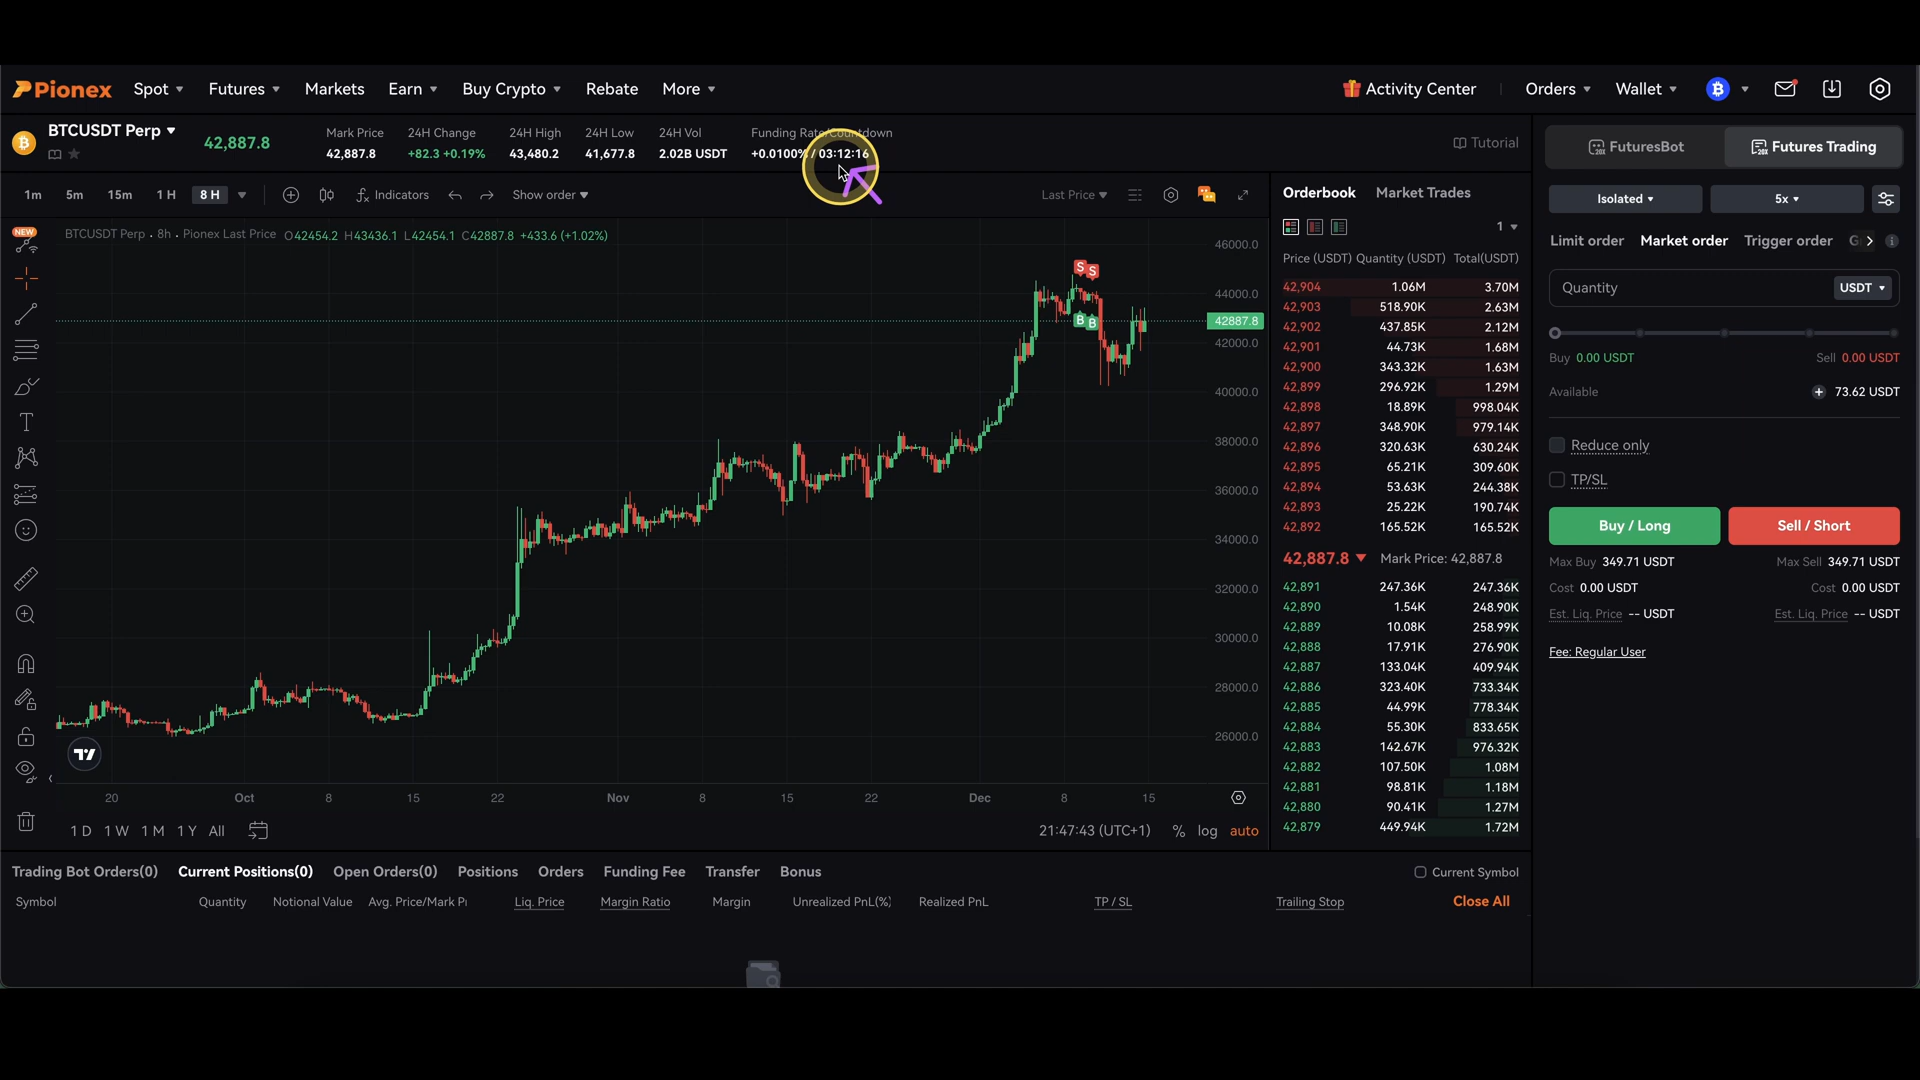 Pionex Spot Futures Markets Earn Buy Crypto Rebate More Activity Center Orders Wallet
BTCUSDT Perp 42,887.8
Mark Price 24H Change 24H High 24H Low 24H Vol Funding Rate/Countdown
42,887.8 +82.3 +0.19% 43,480.2 41,677.8 2.02B USDT +0.0100% / 03:12:16
Tutorial
1m 5m 15m 1 H 8 H Indicators Show order Last Price
NEW
BTCUSDT Perp · 8h · Pionex Last Price O42454.2 H43436.1 L42454.1 C42887.8 +433.6 (+1.02%)
S S
B B
46000.0
44000.0
42887.8
42000.0
40000.0
38000.0
36000.0
34000.0
32000.0
30000.0
28000.0
26000.0
20 Oct 8 15 22 Nov 8 15 22 Dec 8 15
1 D 1 W 1 M 1 Y All
21:47:43 (UTC+1) % log auto
Orderbook Market Trades
1
Price (USDT) Quantity (USDT) Total(USDT)
42,904 1.06M 3.70M
42,903 518.90K 2.63M
42,902 437.85K 2.12M
42,901 44.73K 1.68M
42,900 343.32K 1.63M
42,899 296.92K 1.29M
42,898 18.89K 998.04K
42,897 348.90K 979.14K
42,896 320.63K 630.24K
42,895 65.21K 309.60K
42,894 53.63K 244.38K
42,893 25.22K 190.74K
42,892 165.52K 165.52K
42,887.8 Mark Price: 42,887.8
42,891 247.36K 247.36K
42,890 1.54K 248.90K
42,889 10.08K 258.99K
42,888 17.91K 276.90K
42,887 133.04K 409.94K
42,886 323.40K 733.34K
42,885 44.99K 778.34K
42,884 55.30K 833.65K
42,883 142.67K 976.32K
42,882 107.50K 1.08M
42,881 98.81K 1.18M
42,880 90.41K 1.27M
42,879 449.94K 1.72M
20X FuturesBot 20X Futures Trading
Isolated 5x
Limit order Market order Trigger order G
Quantity USDT
Buy 0.00 USDT Sell 0.00 USDT
Available 73.62 USDT
Reduce only
TP/SL
Buy / Long Sell / Short
Max Buy 349.71 USDT Max Sell 349.71 USDT
Cost 0.00 USDT Cost 0.00 USDT
Est. Liq. Price -- USDT Est. Liq. Price -- USDT
Fee: Regular User
Trading Bot Orders(0) Current Positions(0) Open Orders(0) Positions Orders Funding Fee Transfer Bonus Current Symbol
Symbol Quantity Notional Value Avg. Price/Mark Pr Liq. Price Margin Ratio Margin Unrealized PnL(%) Realized PnL TP / SL Trailing Stop Close All